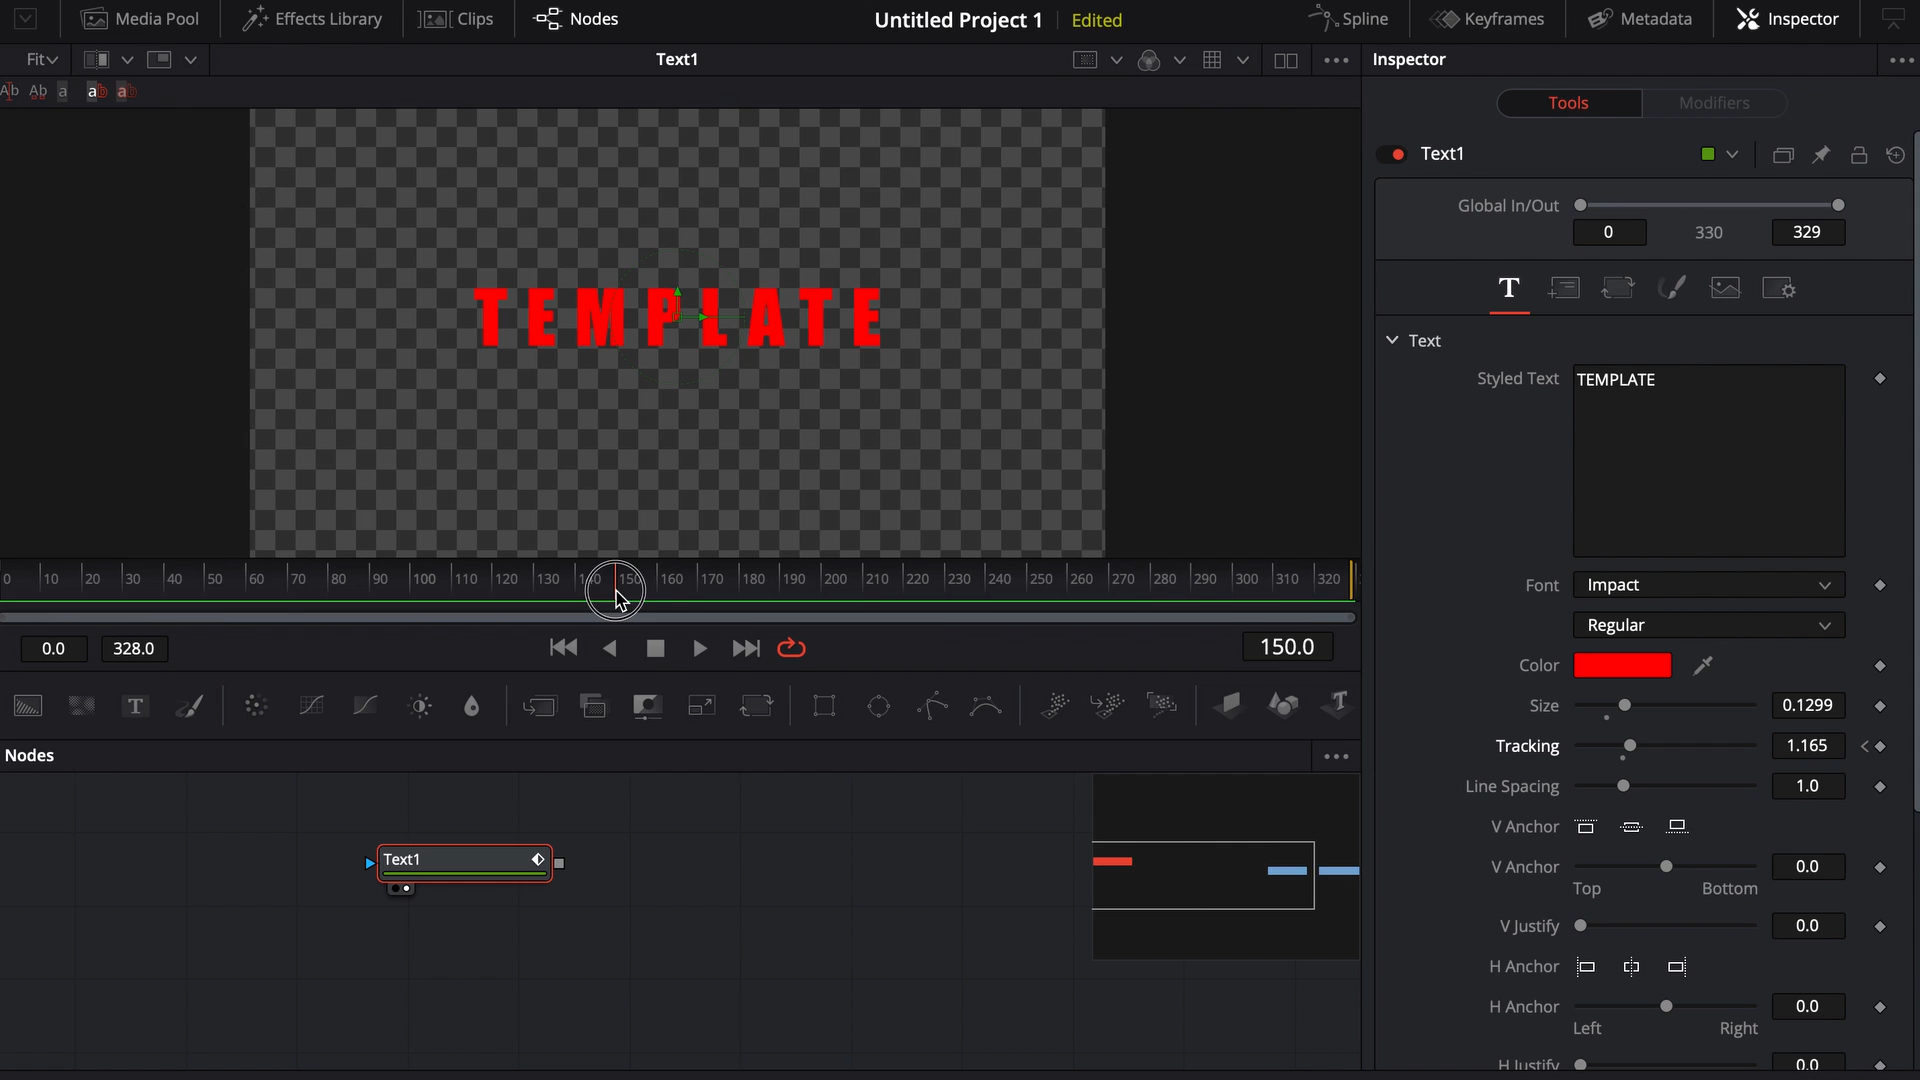 Media Pool Effects Library Clips Nodes Untitled Project 1 Edited Spline Keyframes Metadata Inspector
Fit Text1 Inspector
Ab Ab a ab ab
Tools Modifiers
Text1
Global In/Out
0 330 329
T
Text
Styled Text TEMPLATE
TEMPLATE
0 10 20 30 40 50 60 70 80 90 100 110 120 130 140 150 160 170 180 190 200 210 220 230 240 250 260 270 280 290 300 310 320
Font Impact
Regular
0.0 328.0 150.0
Color
Size 0.1299
Tracking 1.165
Nodes
Line Spacing 1.0
V Anchor
V Anchor 0.0
Top Bottom
Text1
V Justify 0.0
H Anchor
H Anchor 0.0
Left Right
H Justify 0.0